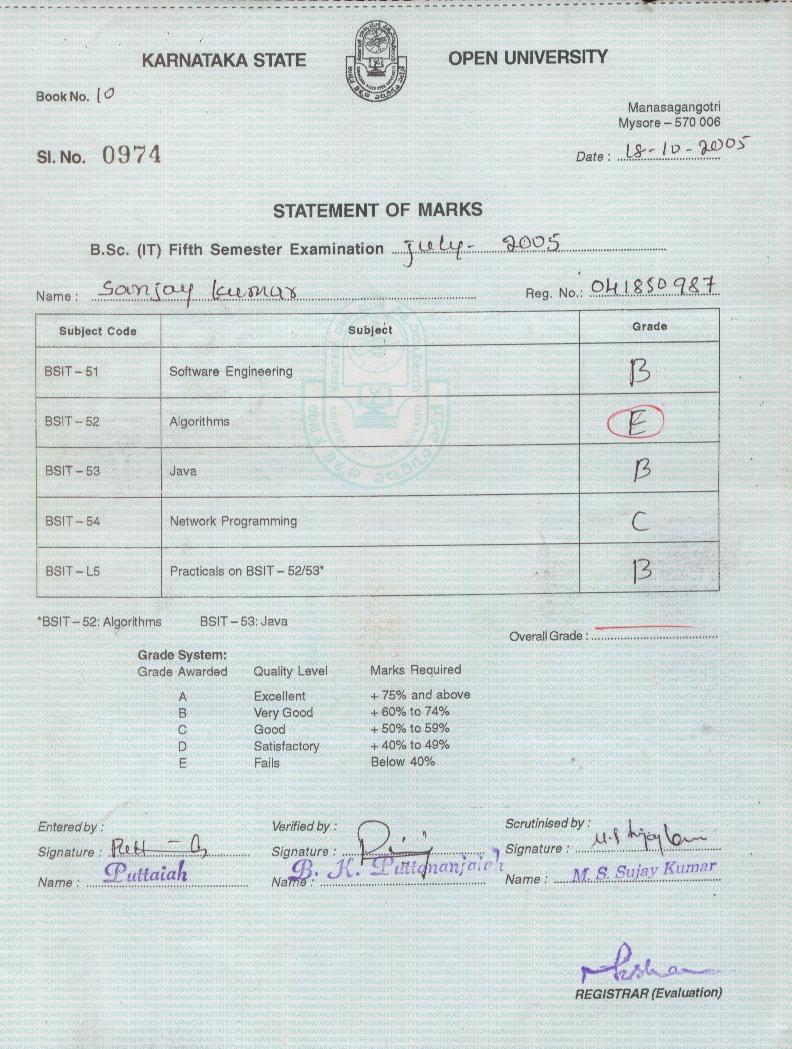 KARNATAKA STATE OPEN UNIVERSITY
Book No. 10
Manasagangotri
Mysore – 570 006
Sl. No. 0974
Date : 18-10-2005
STATEMENT OF MARKS
B.Sc. (IT) Fifth Semester Examination July- 2005
Name : Sanjay Kumar Reg. No.: 041850987
Subject Code Subject Grade
BSIT – 51 Software Engineering B
BSIT – 52 Algorithms E
BSIT – 53 Java B
BSIT – 54 Network Programming C
BSIT – L5 Practicals on BSIT – 52/53* B
*BSIT – 52: Algorithms BSIT – 53: Java
Overall Grade :
Grade System:
Grade Awarded Quality Level Marks Required
A Excellent + 75% and above
B Very Good + 60% to 74%
C Good + 50% to 59%
D Satisfactory + 40% to 49%
E Fails Below 40%
Entered by : Verified by : Scrutinised by :
Signature : Signature : Signature :
Name : Puttaiah Name : B. K. Puttananjaiah Name : M. S. Sujay Kumar
REGISTRAR (Evaluation)